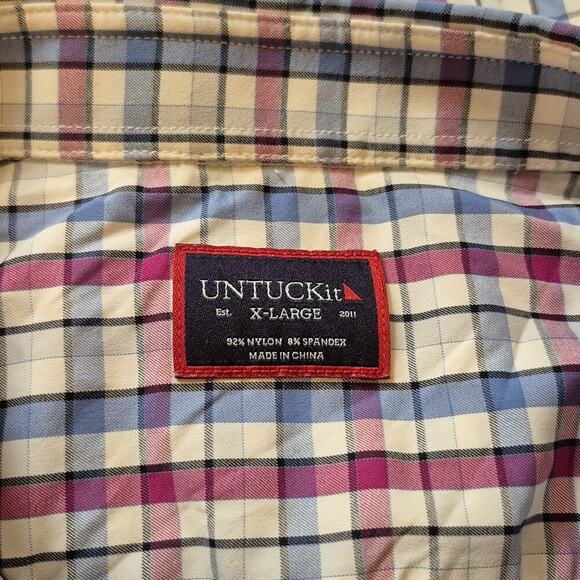 UNTUCKit
Est. X-LARGE 2011
92% NYLON 8% SPANDEX
MADE IN CHINA